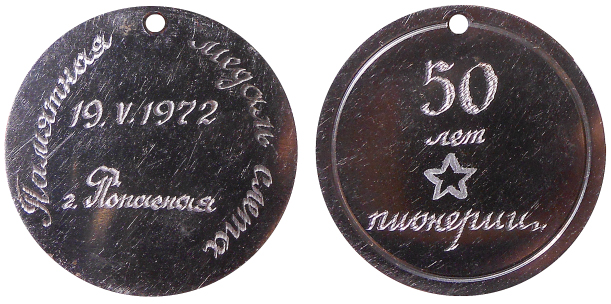 Памятная медаль слета
19.V.1972
г. Попасная
50
лет
пионерии